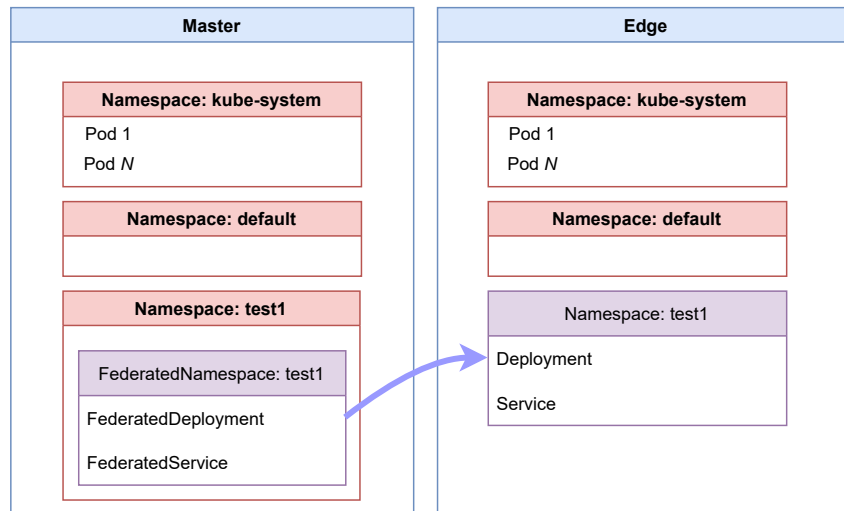 Master
Namespace: kube-system
Pod 1
Pod N
Namespace: default
Namespace: test1
FederatedNamespace: test1
FederatedDeployment
FederatedService
Edge
Namespace: kube-system
Pod 1
Pod N
Namespace: default
Namespace: test1
Deployment
Service